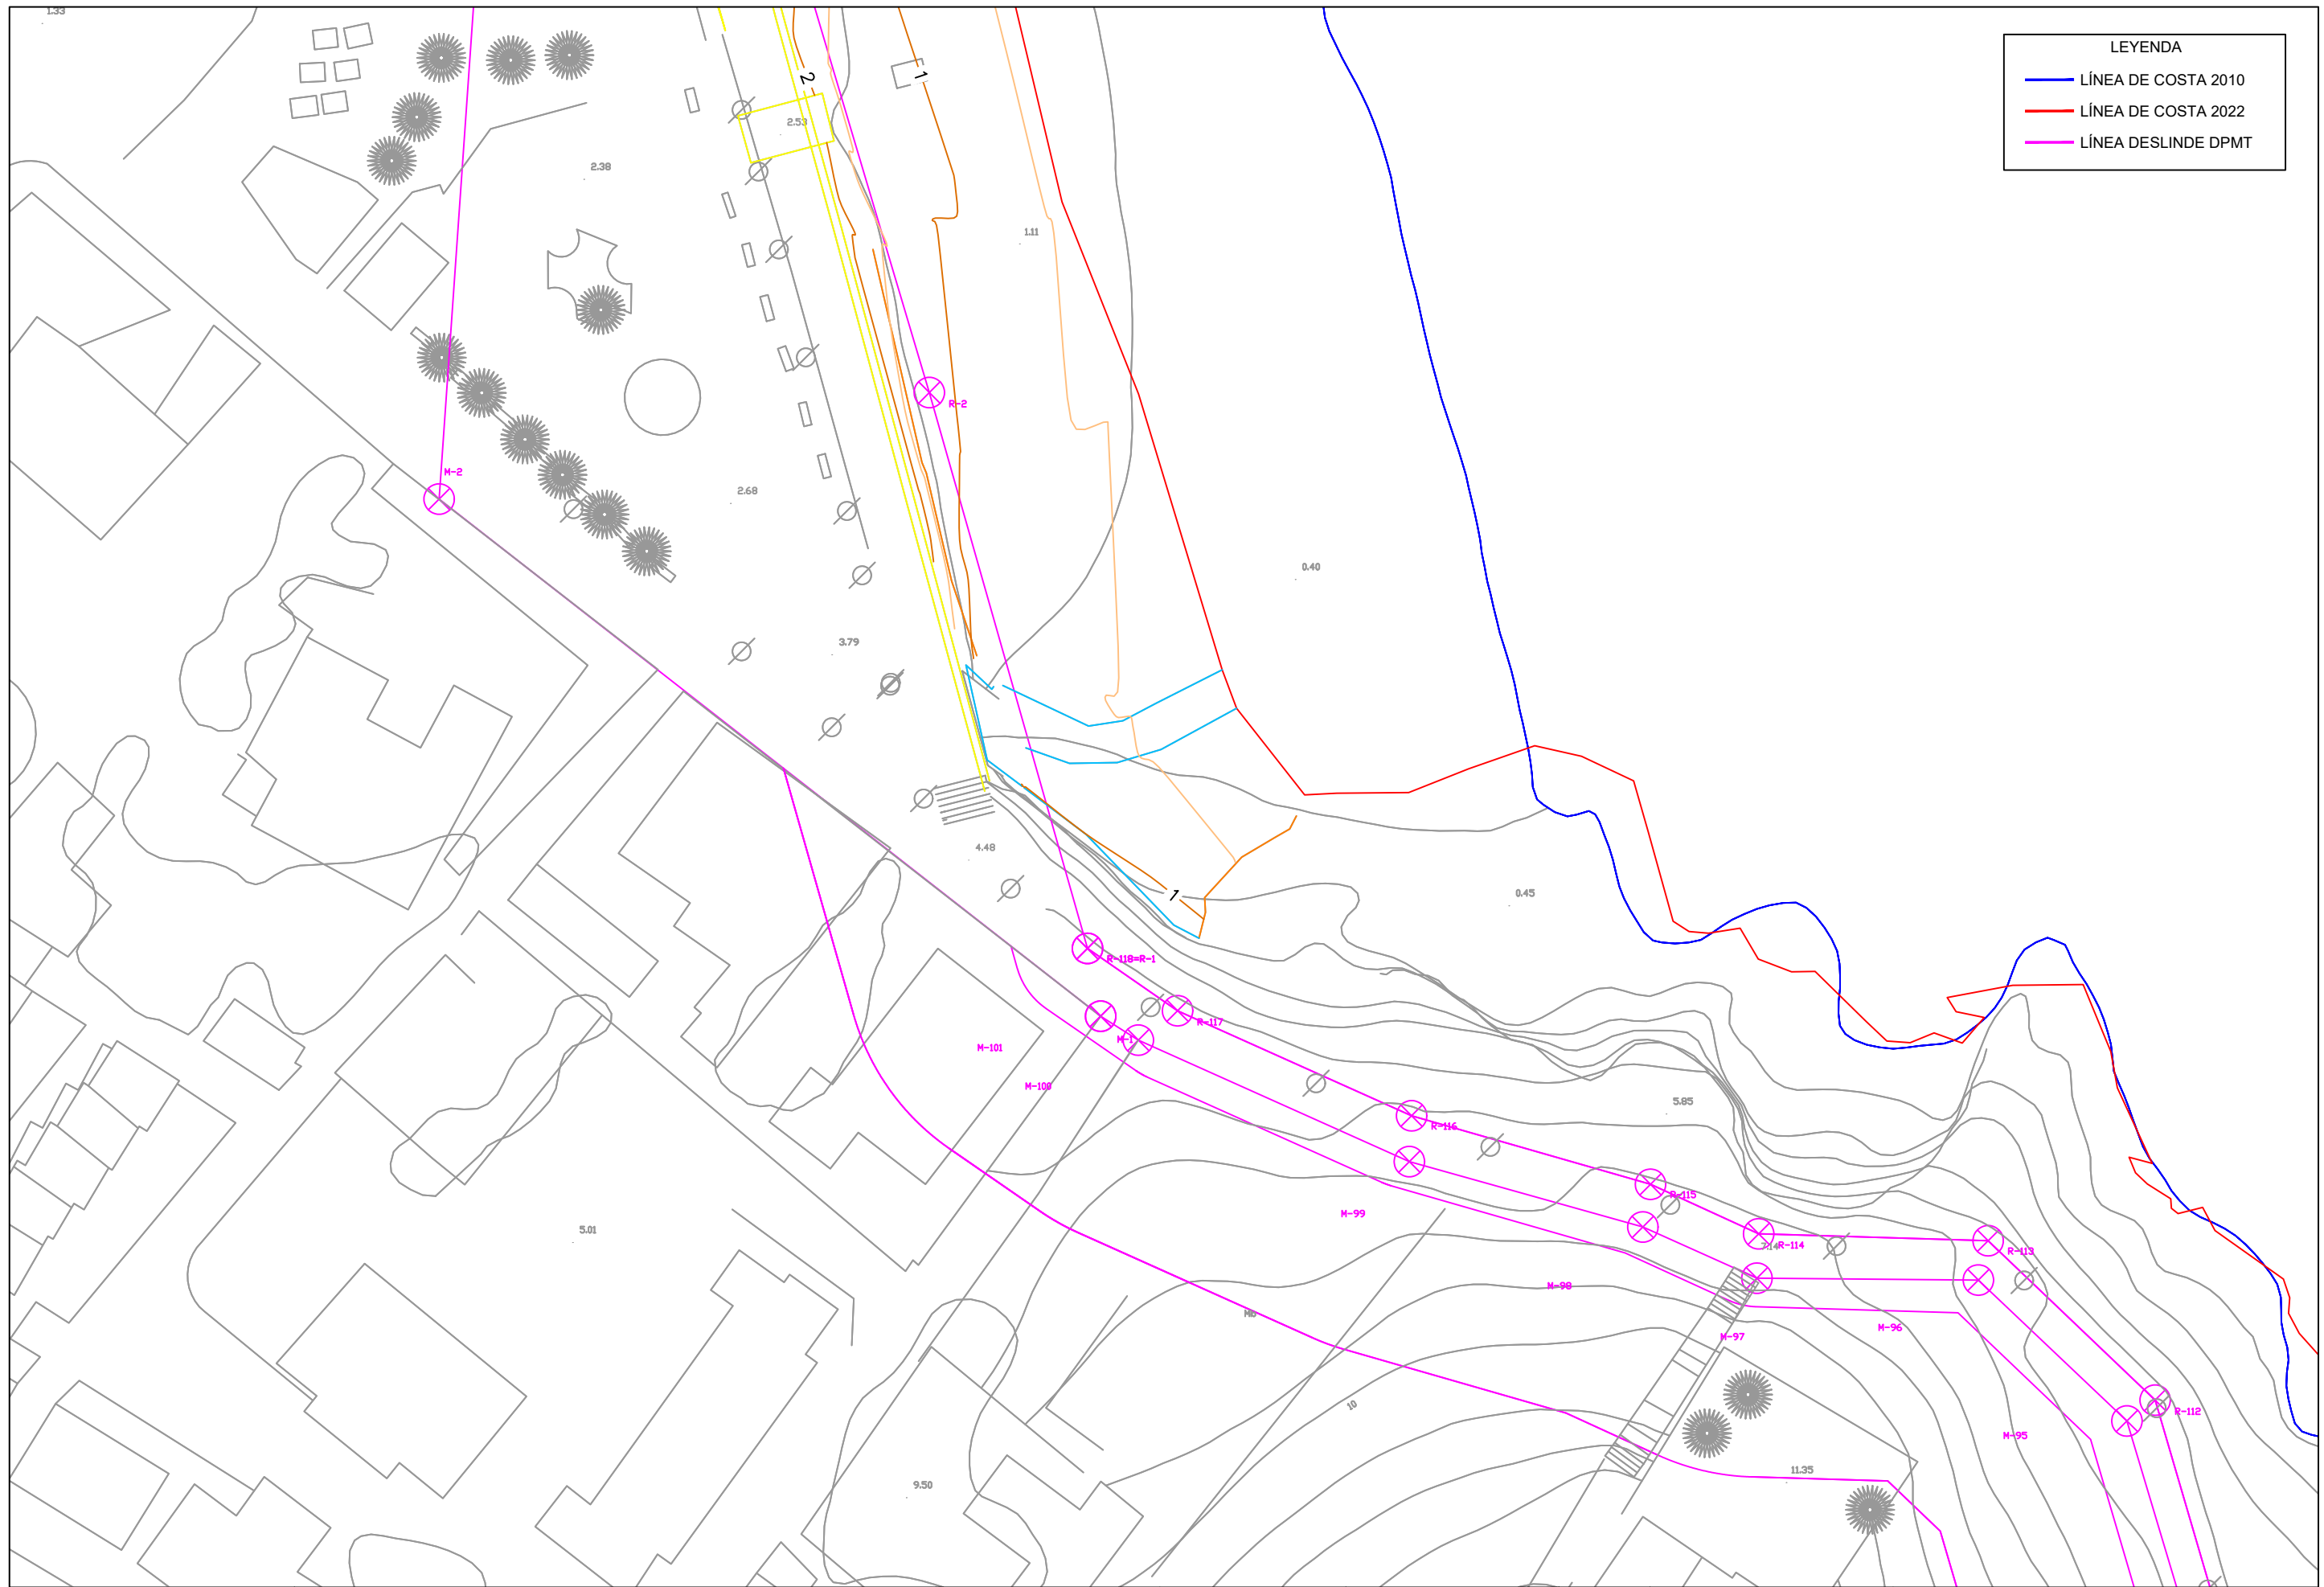 1.33
LEYENDA
LÍNEA DE COSTA 2010
LÍNEA DE COSTA 2022
LÍNEA DESLINDE DPMT
2
1
2.53
2.38
1.11
R-2
M-2
2.68
0.40
3.79
4.48
1
0.45
R-118=R-1
R-117
M-1
M-101
M-100
5.85
R-116
R-115
M-99
5.01
R-114
R-113
M-98
M-97
M-96
10
R-112
M-95
11.35
9.50